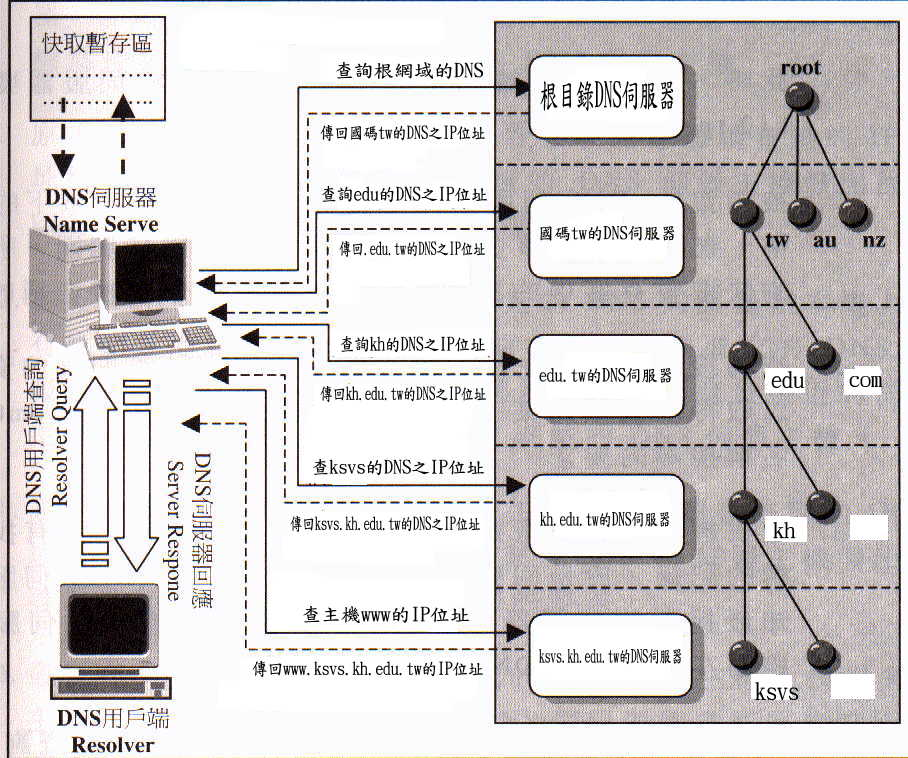 快取暫存區
DNS伺服器
Name Serve
DNS用戶端查詢
Resolver Query
DNS伺服器回應
Server Respone
DNS用戶端
Resolver
查詢根網域的DNS
傳回國碼tw的DNS之IP位址
查詢edu的DNS之IP位址
傳回.edu.tw的DNS之IP位址
查詢kh的DNS之IP位址
傳回kh.edu.tw的DNS之IP位址
查ksvs的DNS之IP位址
傳回ksvs.kh.edu.tw的DNS之IP位址
查主機www的IP位址
傳回www.ksvs.kh.edu.tw的IP位址
根目錄DNS伺服器
國碼tw的DNS伺服器
edu.tw的DNS伺服器
kh.edu.tw的DNS伺服器
ksvs.kh.edu.tw的DNS伺服器
root
tw au nz
edu com
kh
ksvs